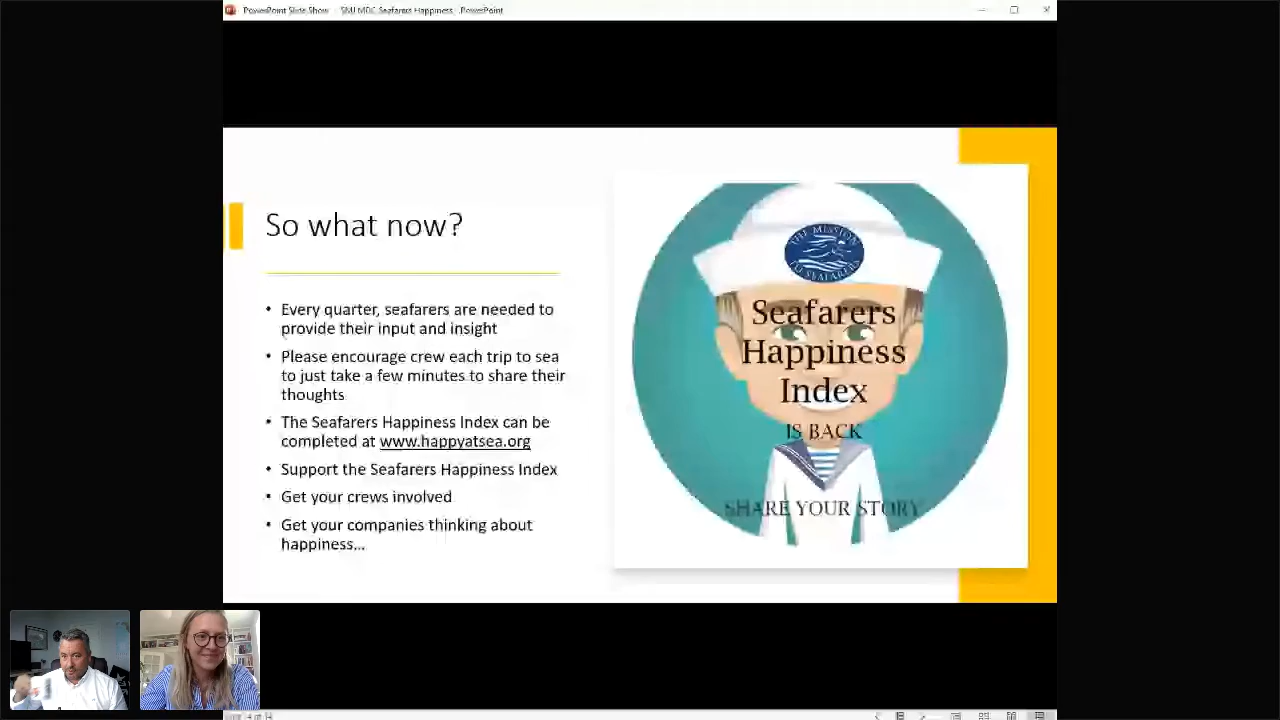 PowerPoint Slide Show - SMI MDC Seafarers Happiness - PowerPoint
So what now?
• Every quarter, seafarers are needed to
provide their input and insight
• Please encourage crew each trip to sea
to just take a few minutes to share their
thoughts
• The Seafarers Happiness Index can be
completed at www.happyatsea.org
• Support the Seafarers Happiness Index
• Get your crews involved
• Get your companies thinking about
happiness...
THE MISSION
TO SEAFARERS
Seafarers
Happiness
Index
IS BACK
SHARE YOUR STORY